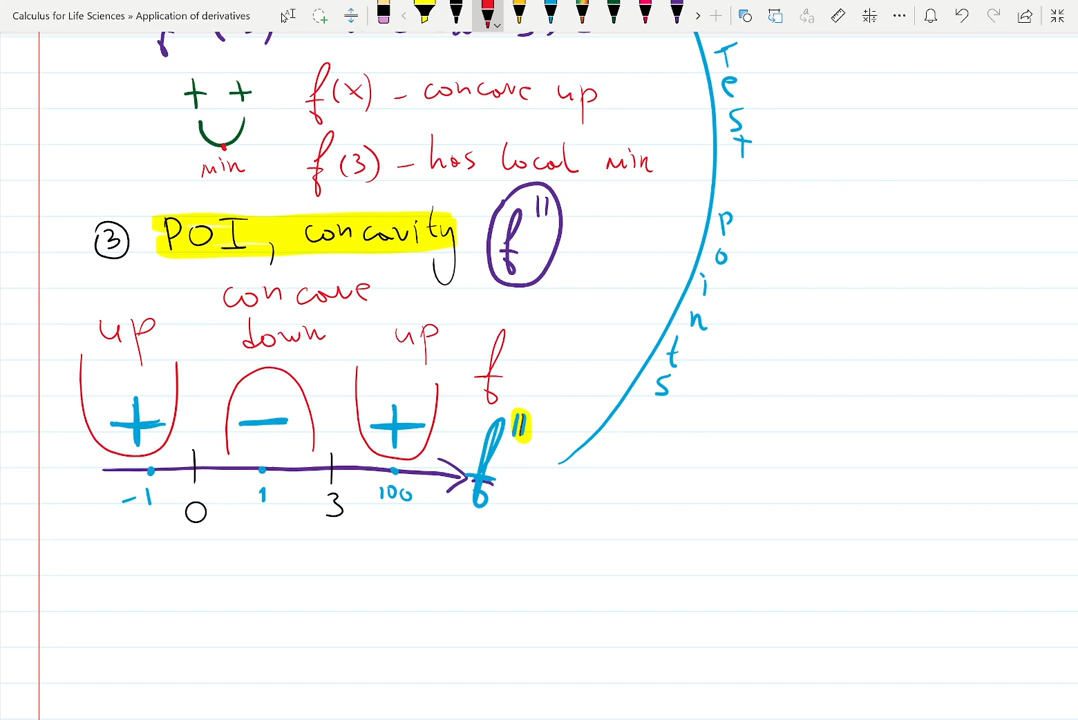 Calculus for Life Sciences » Application of derivatives
+ + f(x) - concave up
min f(3) - has local min
③ POI, concavity f"
concave
up down up f
+ − + f"
-1 1 100
0 3
Test points